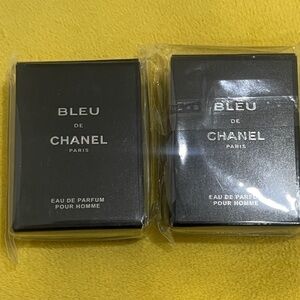 BLEU
DE
CHANEL
PARIS
EAU DE PARFUM
POUR HOMME
BLEU
DE
CHANEL
PARIS
EAU DE PARFUM
POUR HOMME